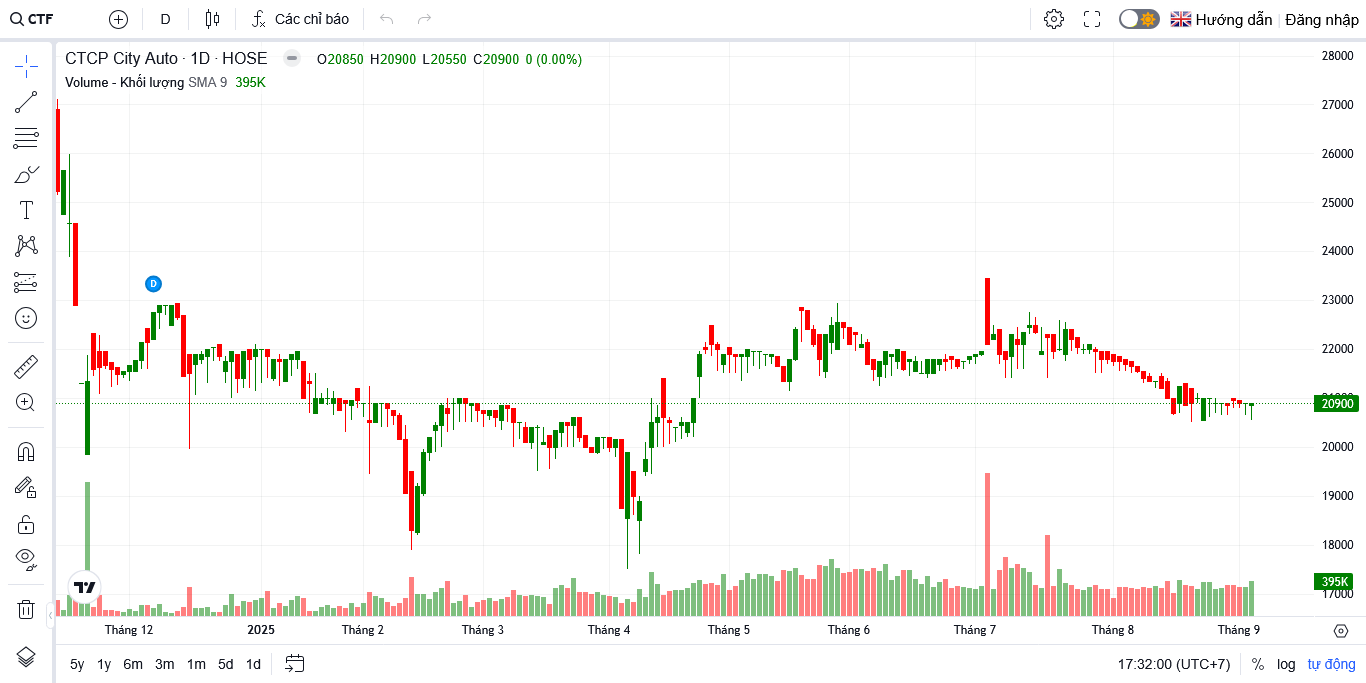 CTF D Các chỉ báo Hướng dẫn Đăng nhập
CTCP City Auto · 1D · HOSE O20850 H20900 L20550 C20900 0 (0.00%)
Volume - Khối lượng SMA 9 395K
28000
27000
26000
25000
24000
D
23000
22000
20900
20000
19000
18000
395K
17000
Tháng 12 2025 Tháng 2 Tháng 3 Tháng 4 Tháng 5 Tháng 6 Tháng 7 Tháng 8 Tháng 9
5y 1y 6m 3m 1m 5d 1d 17:32:00 (UTC+7) % log tự động